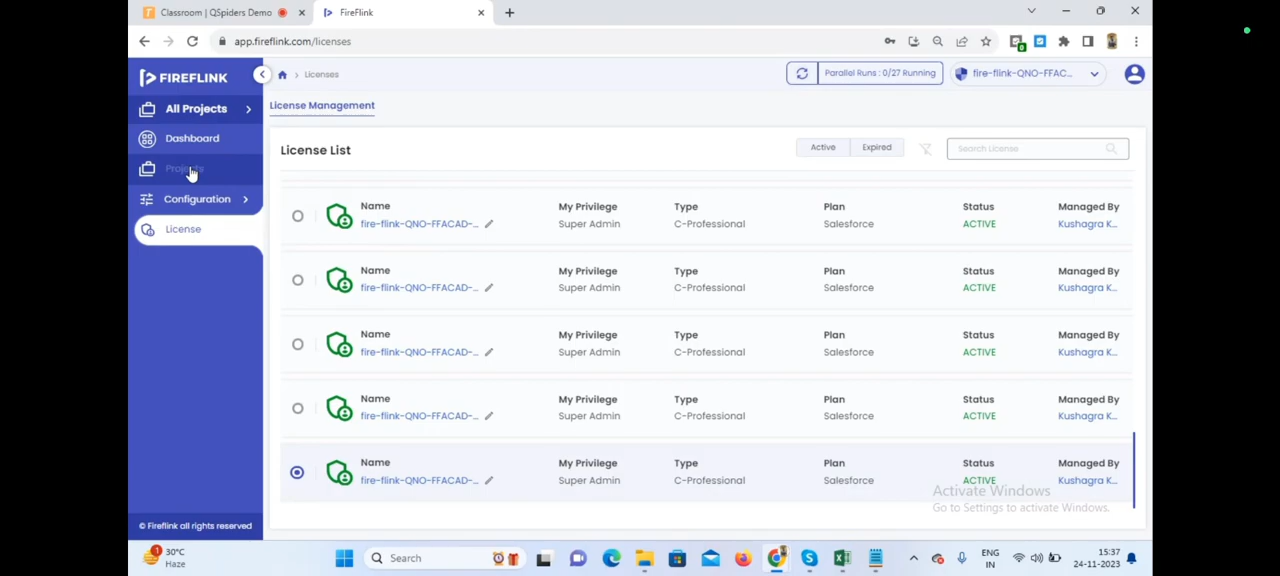 Classroom | QSpiders Demo
FireFlink
app.fireflink.com/licenses
FIREFLINK
Licenses
Parallel Runs : 0/27 Running
fire-flink-QNO-FFAC...
All Projects
Dashboard
Projects
Configuration
License
License Management
License List
Active
Expired
Search License
Name My Privilege Type Plan Status Managed By
fire-flink-QNO-FFACAD-... Super Admin C-Professional Salesforce ACTIVE Kushagra K...
Name My Privilege Type Plan Status Managed By
fire-flink-QNO-FFACAD-... Super Admin C-Professional Salesforce ACTIVE Kushagra K...
Name My Privilege Type Plan Status Managed By
fire-flink-QNO-FFACAD-... Super Admin C-Professional Salesforce ACTIVE Kushagra K...
Name My Privilege Type Plan Status Managed By
fire-flink-QNO-FFACAD-... Super Admin C-Professional Salesforce ACTIVE Kushagra K...
Name My Privilege Type Plan Status Managed By
fire-flink-QNO-FFACAD-... Super Admin C-Professional Salesforce ACTIVE Kushagra K...
Activate Windows
Go to Settings to activate Windows.
© Fireflink all rights reserved
30°C
Haze
Search
ENG
IN
15:37
24-11-2023